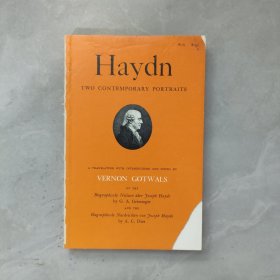 Haydn
TWO CONTEMPORARY PORTRAITS
A TRANSLATION WITH INTRODUCTION AND NOTES BY
VERNON GOTWALS
OF THE
Biographische Notizen über Joseph Haydn
by G. A. Griesinger
AND THE
Biographische Nachrichten von Joseph Haydn
by A. C. Dies